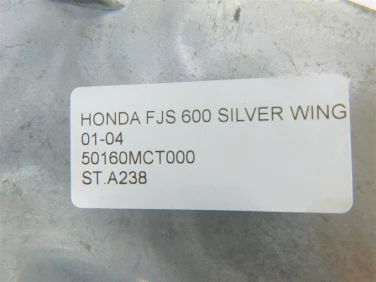 HONDA FJS 600 SILVER WING
01-04
50160MCT000
ST.A238